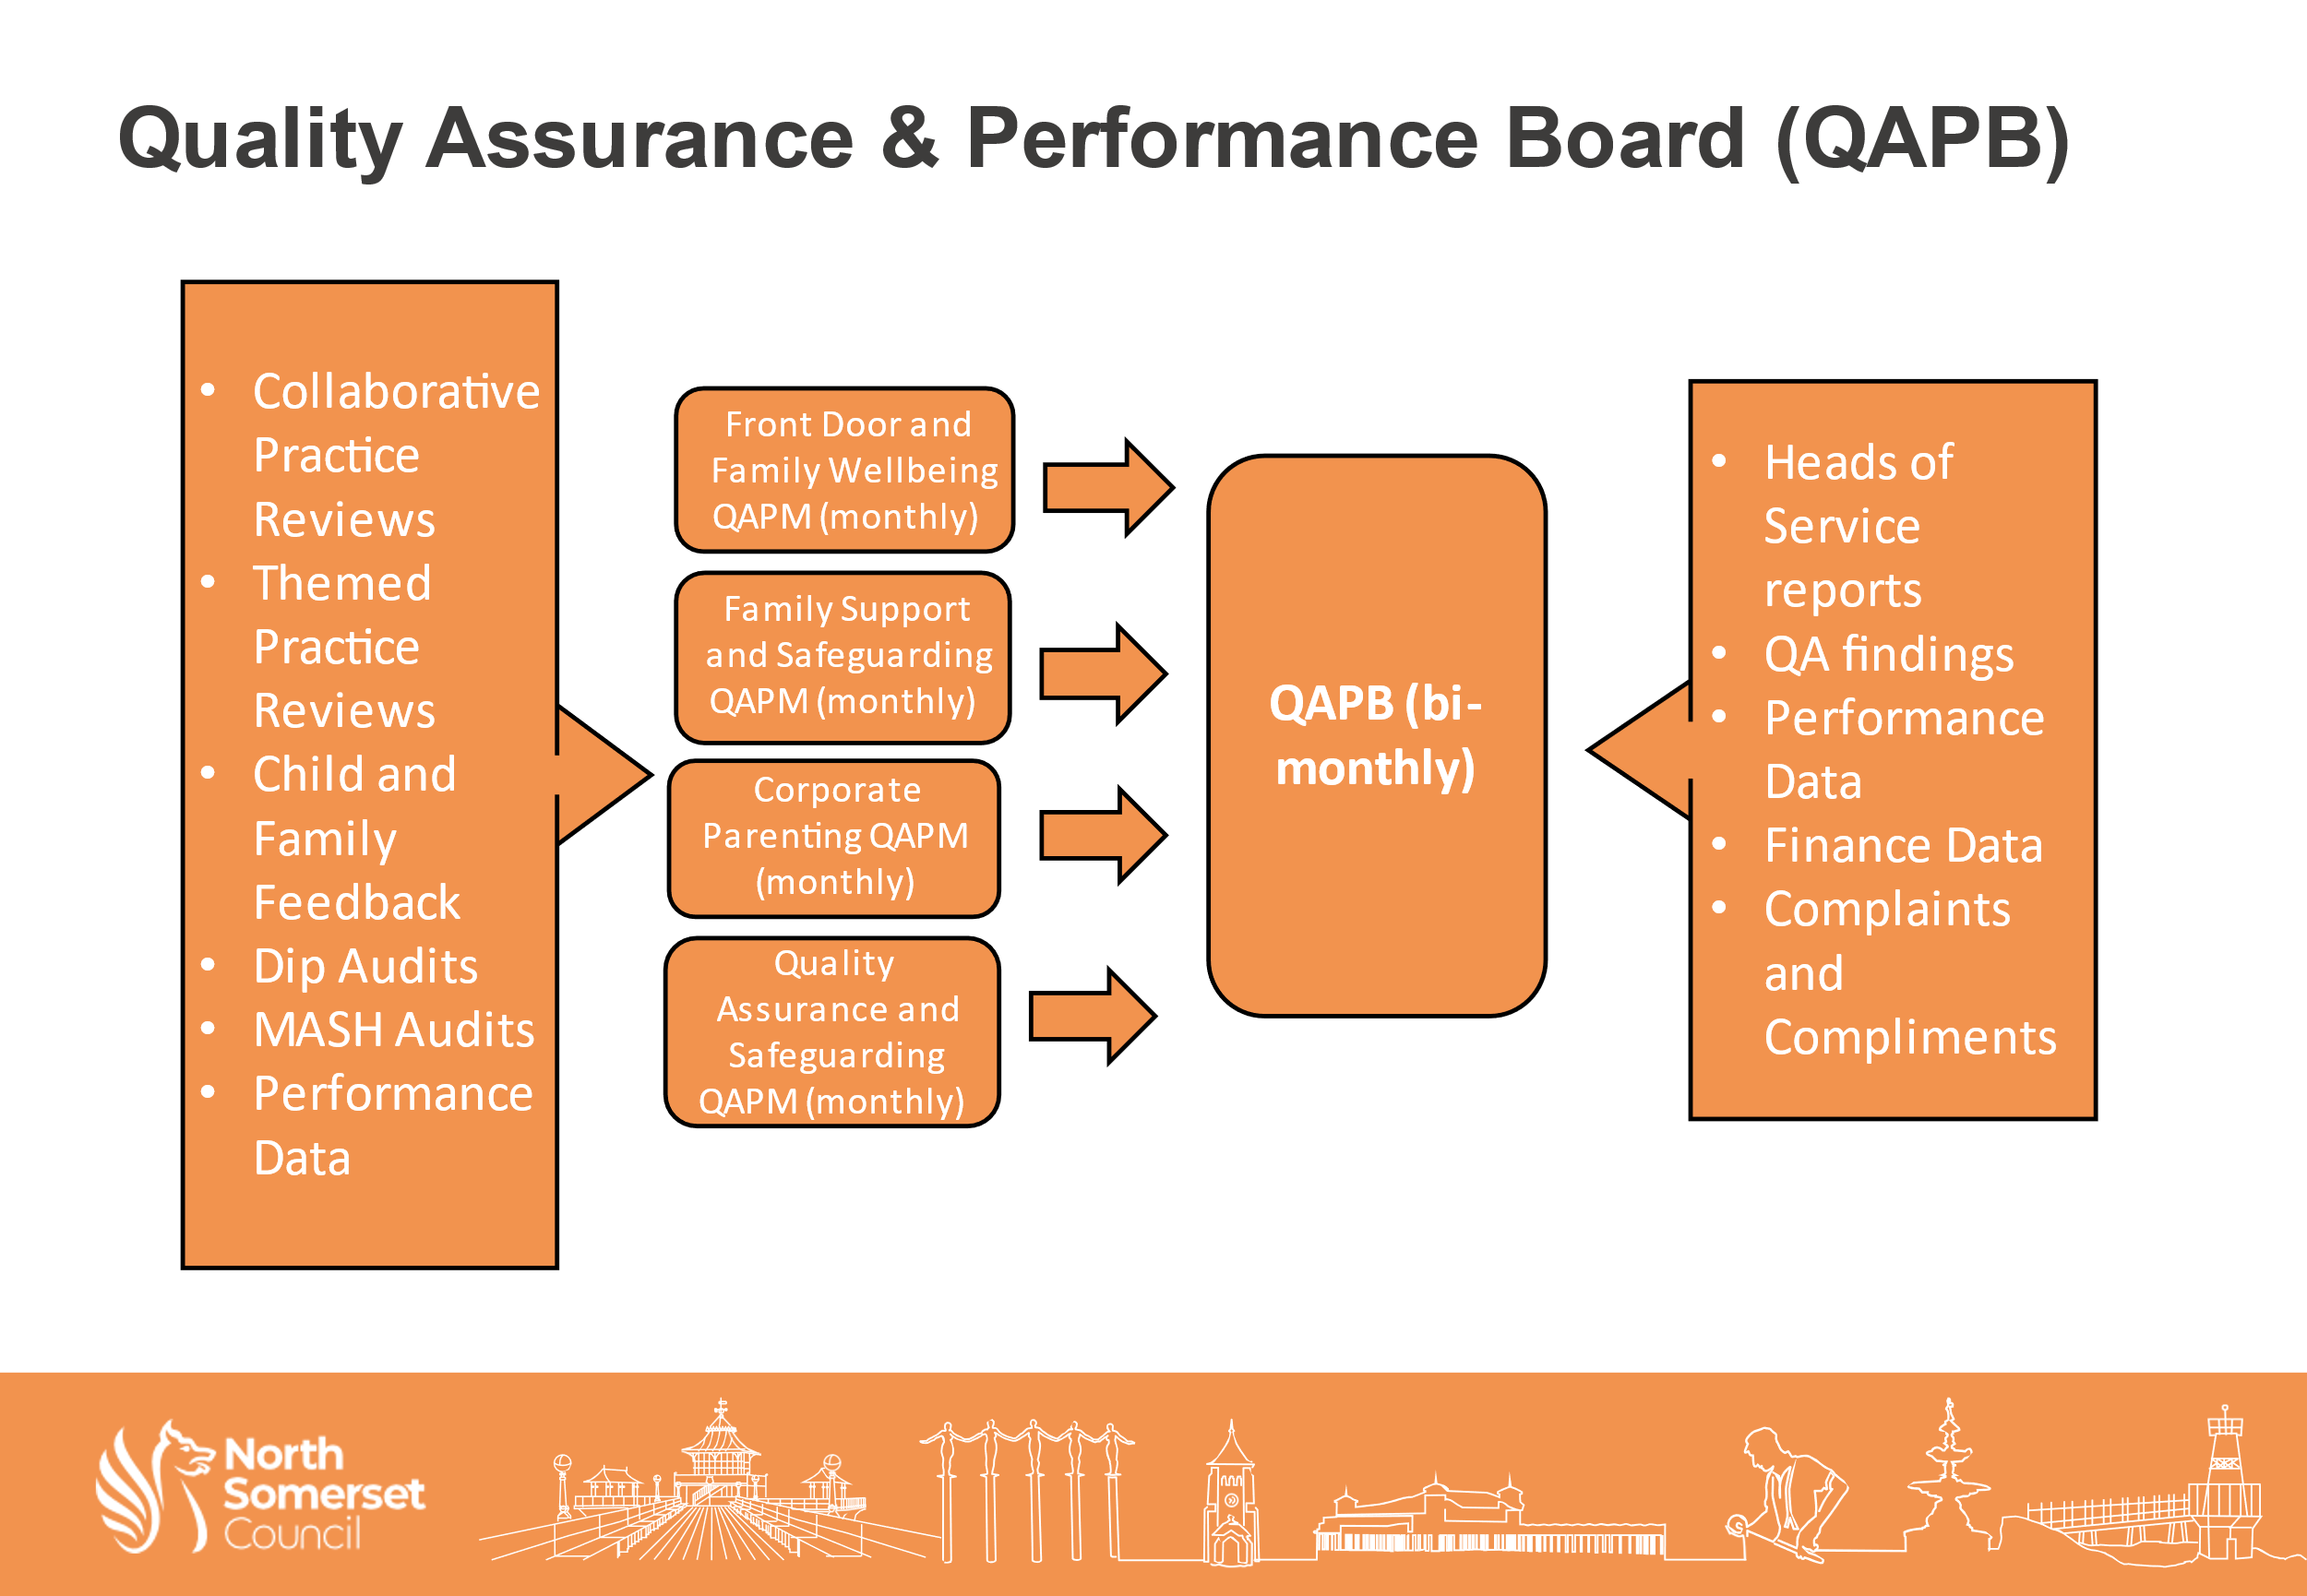 Quality Assurance & Performance Board (QAPB)
• Collaborative
Practice
Reviews
• Themed
Practice
Reviews
• Child and
Family
Feedback
• Dip Audits
• MASH Audits
• Performance
Data
Front Door and
Family Wellbeing
QAPM (monthly)
Family Support
and Safeguarding
QAPM (monthly)
Corporate
Parenting QAPM
(monthly)
Quality
Assurance and
Safeguarding
QAPM (monthly)
QAPB (bi-
monthly)
• Heads of
Service
reports
• QA findings
• Performance
Data
• Finance Data
• Complaints
and
Compliments
North
Somerset
Council